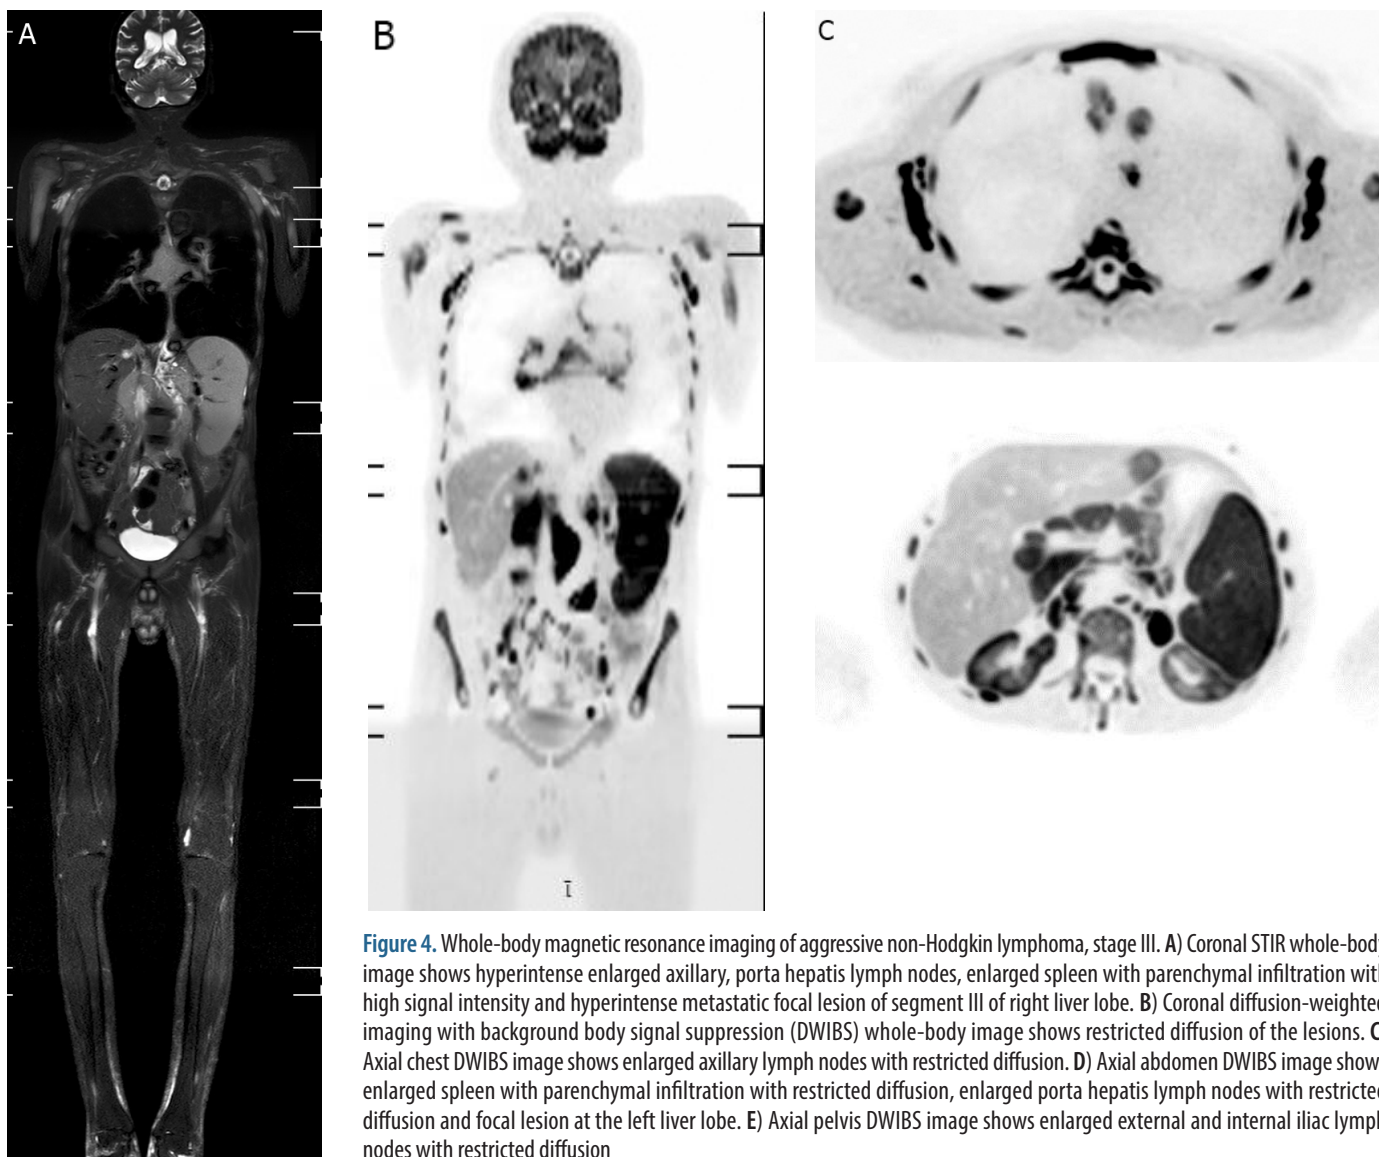 A
B
C
Figure 4. Whole-body magnetic resonance imaging of aggressive non-Hodgkin lymphoma, stage III. A) Coronal STIR whole-body
image shows hyperintense enlarged axillary, porta hepatis lymph nodes, enlarged spleen with parenchymal infiltration with
high signal intensity and hyperintense metastatic focal lesion of segment III of right liver lobe. B) Coronal diffusion-weighted
imaging with background body signal suppression (DWIBS) whole-body image shows restricted diffusion of the lesions. C
Axial chest DWIBS image shows enlarged axillary lymph nodes with restricted diffusion. D) Axial abdomen DWIBS image show
enlarged spleen with parenchymal infiltration with restricted diffusion, enlarged porta hepatis lymph nodes with restricted
diffusion and focal lesion at the left liver lobe. E) Axial pelvis DWIBS image shows enlarged external and internal iliac lymph
nodes with restricted diffusion